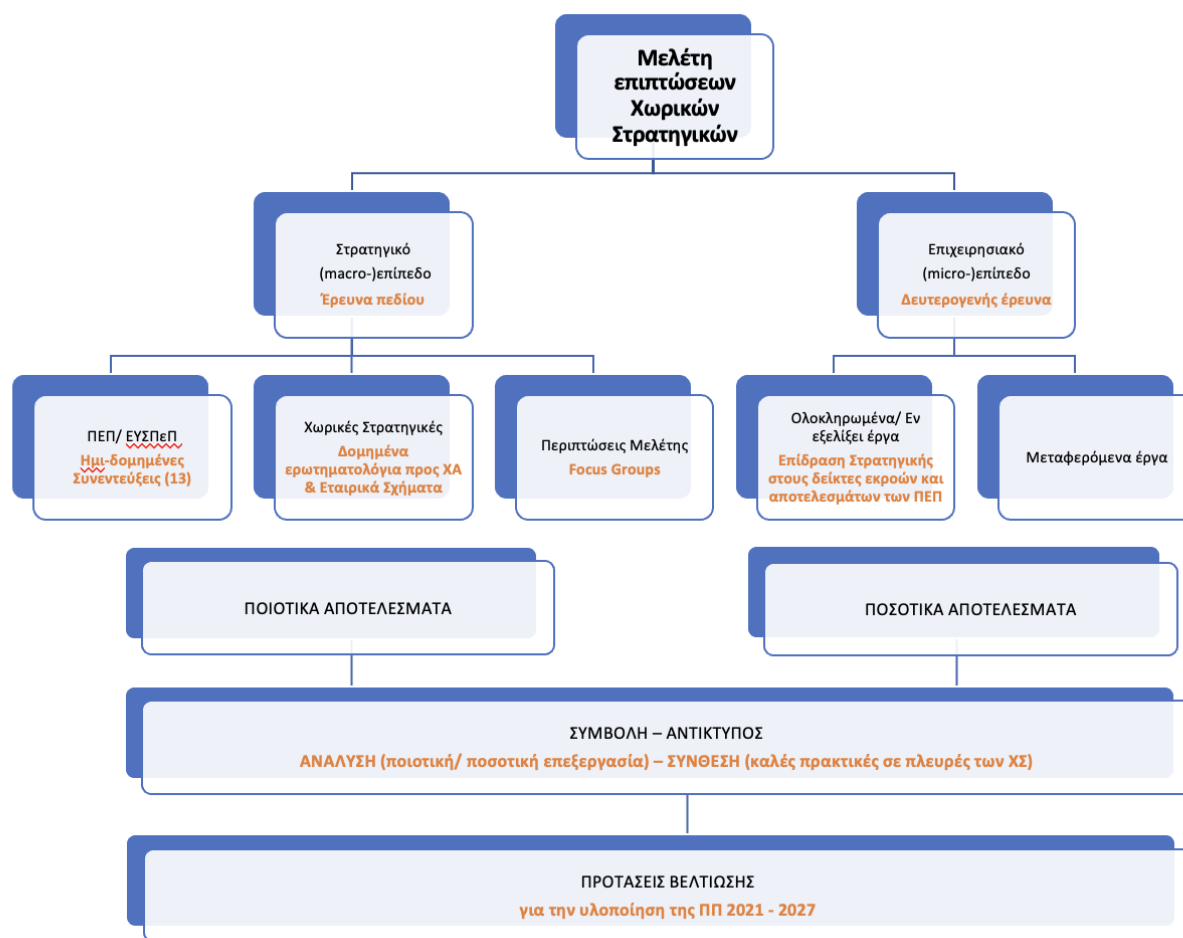 Μελέτη
επιπτώσεων
Χωρικών
Στρατηγικών
Στρατηγικό
(macro-)επίπεδο
Έρευνα πεδίου
Επιχειρησιακό
(micro-)επίπεδο
Δευτερογενής έρευνα
ΠΕΠ/ ΕΥΣΠεΠ
Ημι-δομημένες
Συνεντεύξεις (13)
Χωρικές Στρατηγικές
Δομημένα
ερωτηματολόγια προς ΧΑ
& Εταιρικά Σχήματα
Περιπτώσεις Μελέτης
Focus Groups
Ολοκληρωμένα/ Εν
εξελίξει έργα
Επίδραση Στρατηγικής
στους δείκτες εκροών και
αποτελεσμάτων των ΠΕΠ
Μεταφερόμενα έργα
ΠΟΙΟΤΙΚΑ ΑΠΟΤΕΛΕΣΜΑΤΑ
ΠΟΣΟΤΙΚΑ ΑΠΟΤΕΛΕΣΜΑΤΑ
ΣΥΜΒΟΛΗ – ΑΝΤΙΚΤΥΠΟΣ
ΑΝΑΛΥΣΗ (ποιοτική/ ποσοτική επεξεργασία) – ΣΥΝΘΕΣΗ (καλές πρακτικές σε πλευρές των ΧΣ)
ΠΡΟΤΑΣΕΙΣ ΒΕΛΤΙΩΣΗΣ
για την υλοποίηση της ΠΠ 2021 - 2027